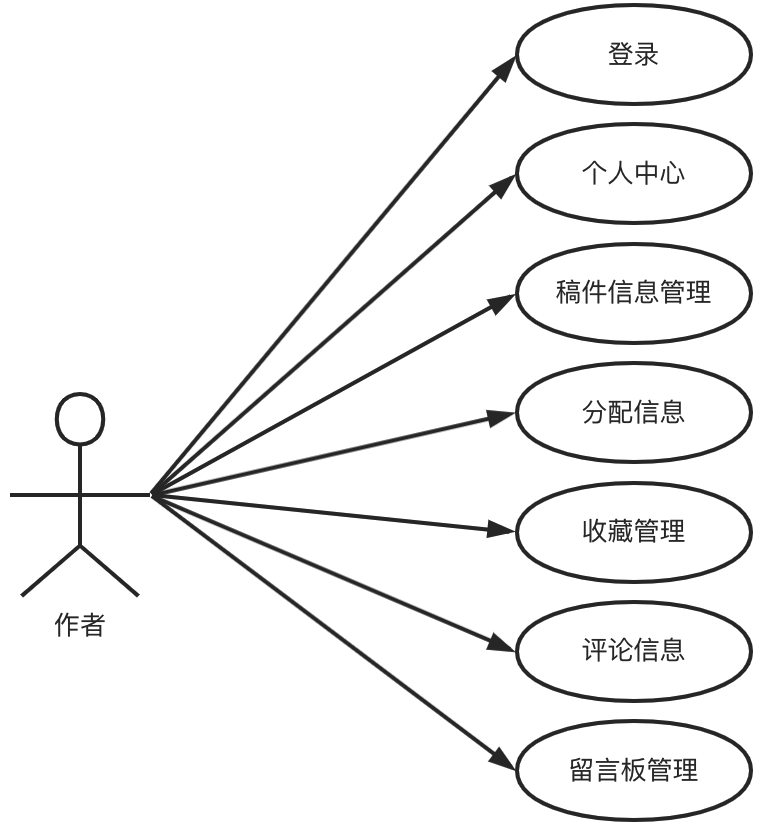 登录
个人中心
稿件信息管理
分配信息
收藏管理
作者
评论信息
留言板管理